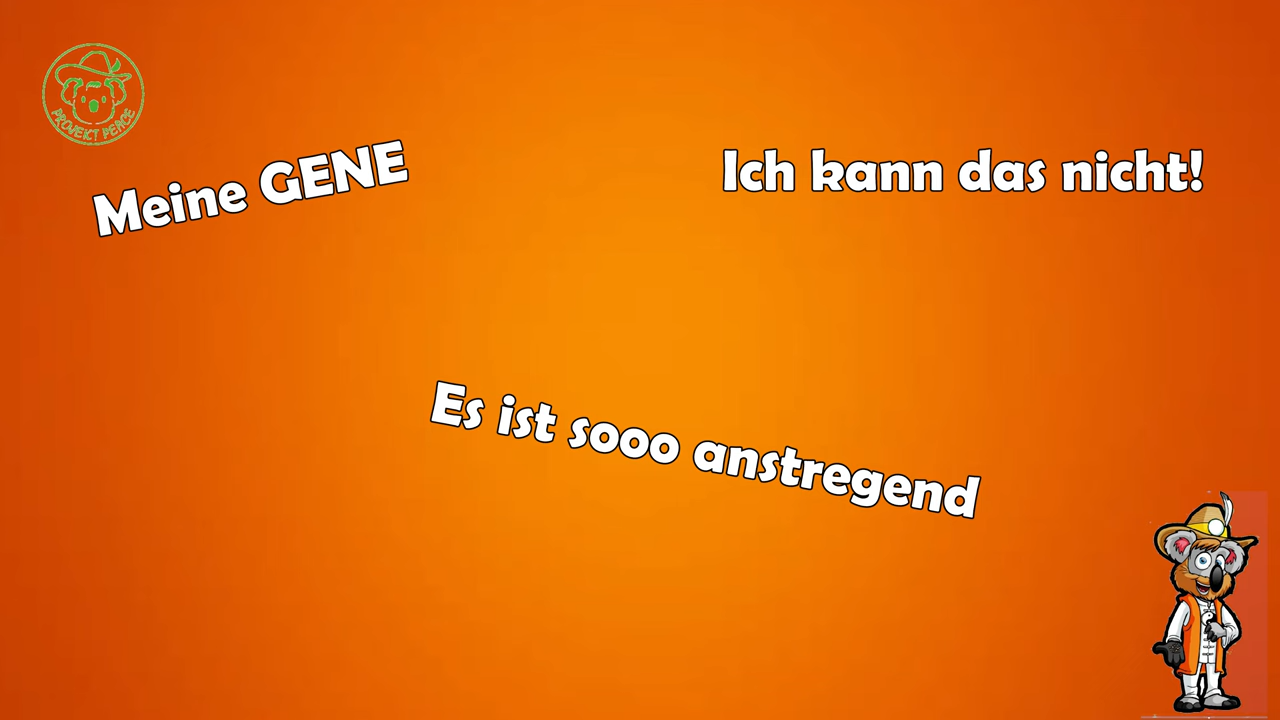 PROJEKT PEACE
Meine GENE
Ich kann das nicht!
Es ist sooo anstregend